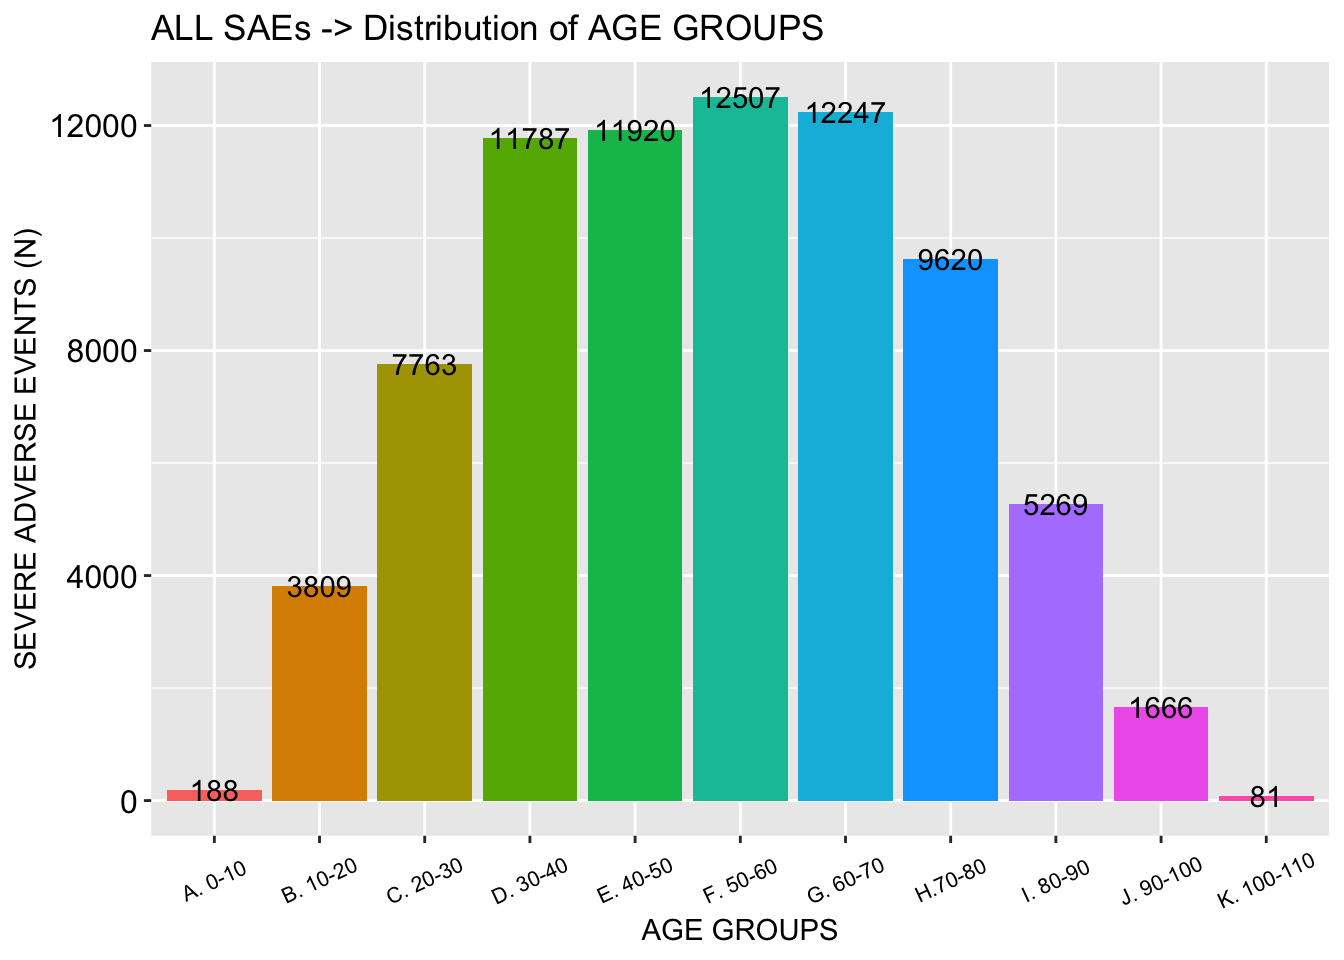 ALL SAEs -> Distribution of AGE GROUPS
SEVERE ADVERSE EVENTS (N)
12000
8000
4000
0
188
3809
7763
11787
11920
12507
12247
9620
5269
1666
81
A. 0-10
B. 10-20
C. 20-30
D. 30-40
E. 40-50
F. 50-60
G. 60-70
H.70-80
I. 80-90
J. 90-100
K. 100-110
AGE GROUPS